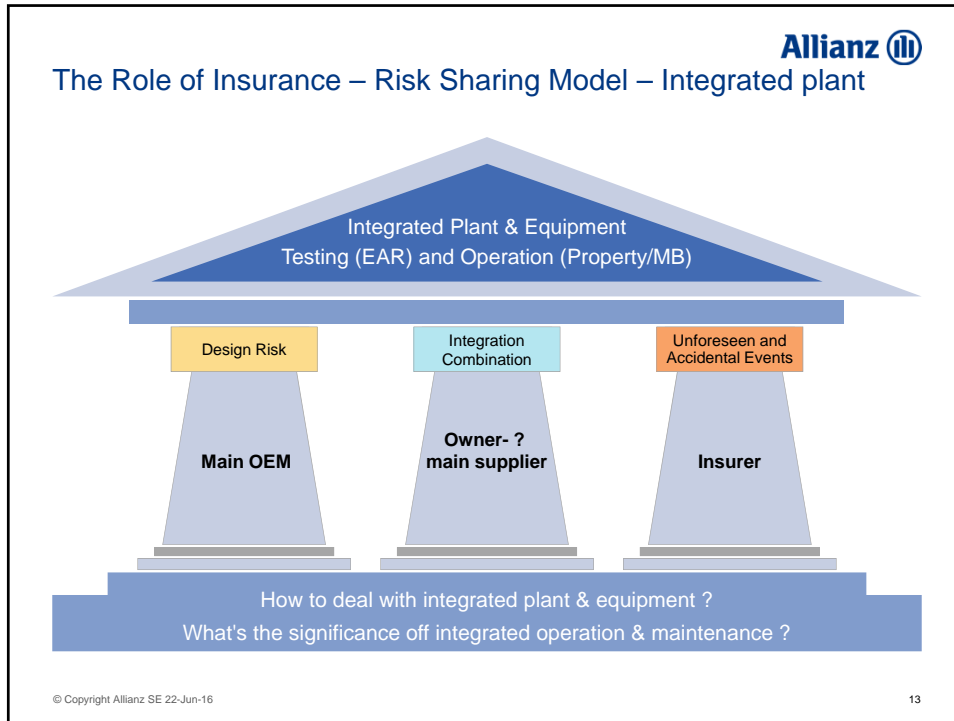 Allianz
The Role of Insurance – Risk Sharing Model – Integrated plant
Integrated Plant & Equipment
Testing (EAR) and Operation (Property/MB)
Design Risk
Integration
Combination
Unforeseen and
Accidental Events
Main OEM
Owner- ?
main supplier
Insurer
How to deal with integrated plant & equipment ?
What's the significance off integrated operation & maintenance ?
© Copyright Allianz SE 22-Jun-16
13